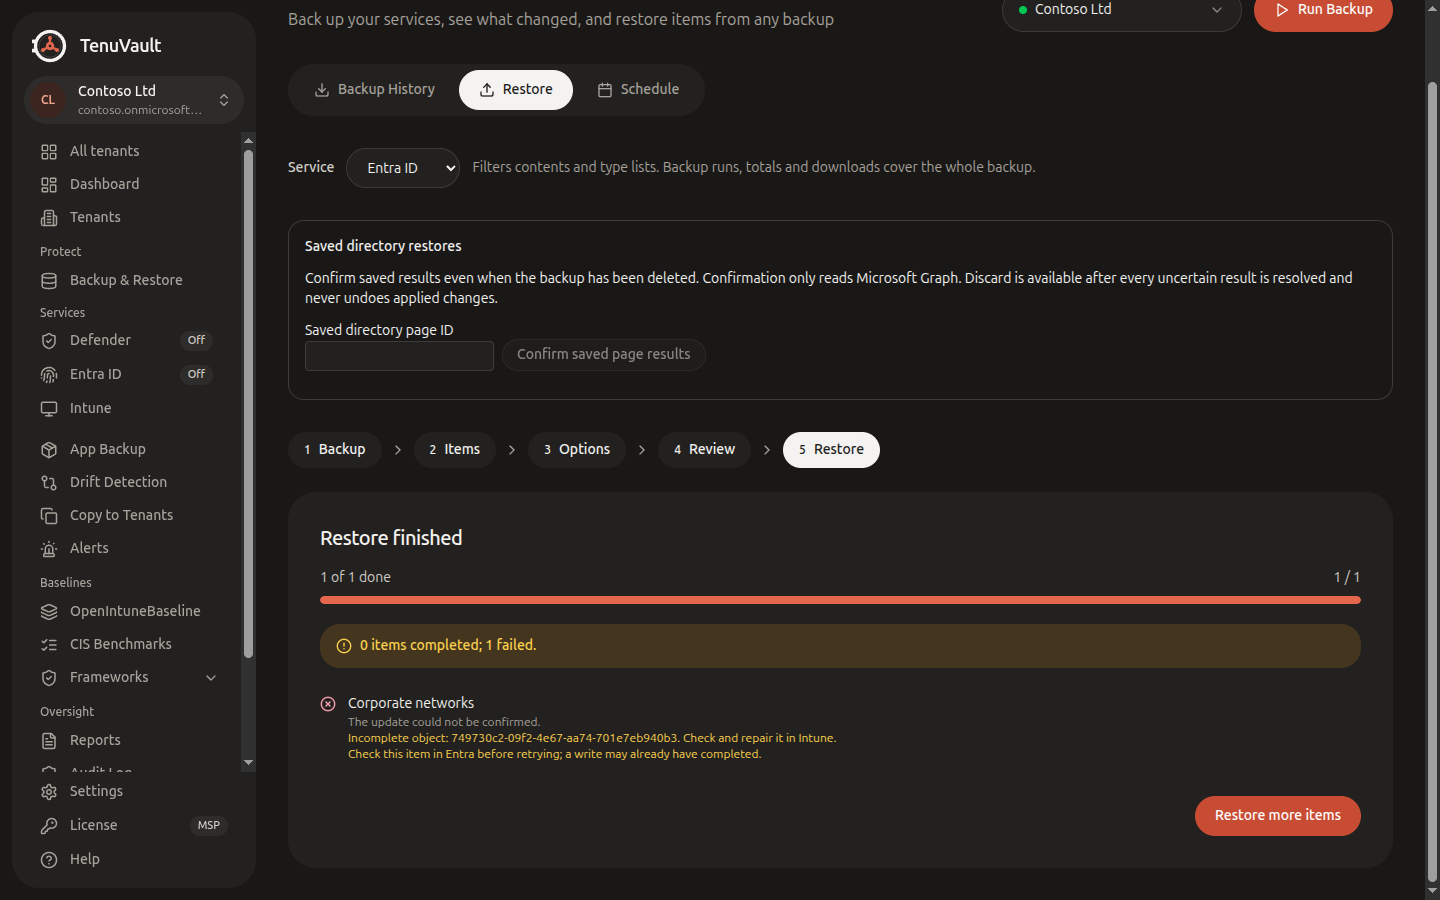 Back up your services, see what changed, and restore items from any backup
Contoso Ltd
Run Backup
TenuVault
CL
Contoso Ltd
contoso.onmicrosoft...
All tenants
Dashboard
Tenants
Protect
Backup & Restore
Services
Defender
Off
Entra ID
Off
Intune
App Backup
Drift Detection
Copy to Tenants
Alerts
Baselines
OpenIntuneBaseline
CIS Benchmarks
Frameworks
Oversight
Reports
Audit Log
Settings
License
MSP
Help
Backup History
Restore
Schedule
Service
Entra ID
Filters contents and type lists. Backup runs, totals and downloads cover the whole backup.
Saved directory restores
Confirm saved results even when the backup has been deleted. Confirmation only reads Microsoft Graph. Discard is available after every uncertain result is resolved and
never undoes applied changes.
Saved directory page ID
Confirm saved page results
1 Backup
2 Items
3 Options
4 Review
5 Restore
Restore finished
1 of 1 done
1 / 1
0 items completed; 1 failed.
Corporate networks
The update could not be confirmed.
Incomplete object: 749730c2-09f2-4e67-aa74-701e7eb940b3. Check and repair it in Intune.
Check this item in Entra before retrying; a write may already have completed.
Restore more items